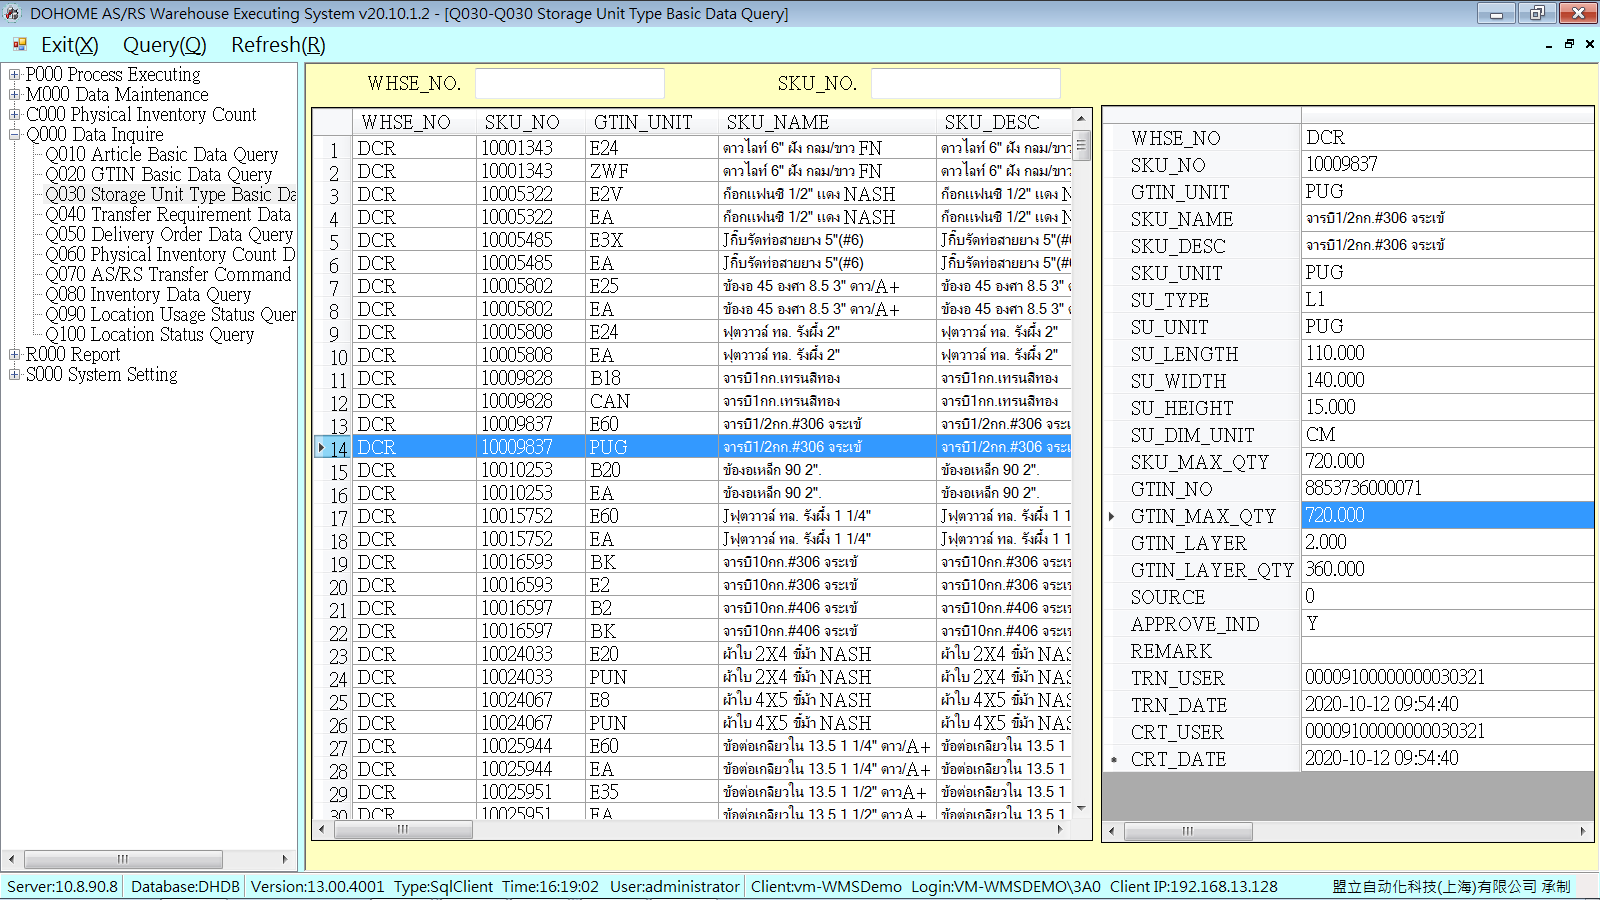 DOHOME AS/RS Warehouse Executing System v20.10.1.2 - [Q030-Q030 Storage Unit Type Basic Data Query]
Exit(X) Query(Q) Refresh(R)
P000 Process Executing
M000 Data Maintenance
C000 Physical Inventory Count
Q000 Data Inquire
Q010 Article Basic Data Query
Q020 GTIN Basic Data Query
Q030 Storage Unit Type Basic Da
Q040 Transfer Requirement Data
Q050 Delivery Order Data Query
Q060 Physical Inventory Count D
Q070 AS/RS Transfer Command
Q080 Inventory Data Query
Q090 Location Usage Status Quer
Q100 Location Status Query
R000 Report
S000 System Setting
WHSE_NO. SKU_NO.
WHSE_NO SKU_NO GTIN_UNIT SKU_NAME SKU_DESC
1 DCR 10001343 E24 ดาวไลท์ 6" ฝัง กลม/ขาว FN ดาวไลท์ 6" ฝัง กลม/ขาว
2 DCR 10001343 ZWF ดาวไลท์ 6" ฝัง กลม/ขาว FN ดาวไลท์ 6" ฝัง กลม/ขาว
3 DCR 10005322 E2V ก็อกแฟนซี 1/2" แดง NASH ก็อกแฟนซี 1/2" แดง N
4 DCR 10005322 EA ก็อกแฟนซี 1/2" แดง NASH ก็อกแฟนซี 1/2" แดง N
5 DCR 10005485 E3X Jกิ๊บรัดท่อสายยาง 5"(#6) Jกิ๊บรัดท่อสายยาง 5"(#6
6 DCR 10005485 EA Jกิ๊บรัดท่อสายยาง 5"(#6) Jกิ๊บรัดท่อสายยาง 5"(#6
7 DCR 10005802 E25 ข้องอ 45 องศา 8.5 3" ดาว/A+ ข้องอ 45 องศา 8.5 3" ดาว
8 DCR 10005802 EA ข้องอ 45 องศา 8.5 3" ดาว/A+ ข้องอ 45 องศา 8.5 3" ดาว
9 DCR 10005808 E24 ฟุตวาวล์ ทล. รังผึ้ง 2" ฟุตวาวล์ ทล. รังผึ้ง 2"
10 DCR 10005808 EA ฟุตวาวล์ ทล. รังผึ้ง 2" ฟุตวาวล์ ทล. รังผึ้ง 2"
11 DCR 10009828 B18 จารบี1กก.เทรนสีทอง จารบี1กก.เทรนสีทอง
12 DCR 10009828 CAN จารบี1กก.เทรนสีทอง จารบี1กก.เทรนสีทอง
13 DCR 10009837 E60 จารบี1/2กก.#306 จระเข้ จารบี1/2กก.#306 จระเ
14 DCR 10009837 PUG จารบี1/2กก.#306 จระเข้ จารบี1/2กก.#306 จระเ
15 DCR 10010253 B20 ข้องอเหล็ก 90 2". ข้องอเหล็ก 90 2".
16 DCR 10010253 EA ข้องอเหล็ก 90 2". ข้องอเหล็ก 90 2".
17 DCR 10015752 E60 Jฟุตวาวล์ ทล. รังผึ้ง 1 1/4" Jฟุตวาวล์ ทล. รังผึ้ง 1 1
18 DCR 10015752 EA Jฟุตวาวล์ ทล. รังผึ้ง 1 1/4" Jฟุตวาวล์ ทล. รังผึ้ง 1 1
19 DCR 10016593 BK จารบี10กก.#306 จระเข้ จารบี10กก.#306 จระเข้
20 DCR 10016593 E2 จารบี10กก.#306 จระเข้ จารบี10กก.#306 จระเข้
21 DCR 10016597 B2 จารบี10กก.#406 จระเข้ จารบี10กก.#406 จระเข้
22 DCR 10016597 BK จารบี10กก.#406 จระเข้ จารบี10กก.#406 จระเข้
23 DCR 10024033 E20 ผ้าใบ 2X4 ขี้ม้า NASH ผ้าใบ 2X4 ขี้ม้า NAS
24 DCR 10024033 PUN ผ้าใบ 2X4 ขี้ม้า NASH ผ้าใบ 2X4 ขี้ม้า NAS
25 DCR 10024067 E8 ผ้าใบ 4X5 ขี้ม้า NASH ผ้าใบ 4X5 ขี้ม้า NAS
26 DCR 10024067 PUN ผ้าใบ 4X5 ขี้ม้า NASH ผ้าใบ 4X5 ขี้ม้า NAS
27 DCR 10025944 E60 ข้อต่อเกลียวใน 13.5 1 1/4" ดาว/A+ ข้อต่อเกลียวใน 13.5 1
28 DCR 10025944 EA ข้อต่อเกลียวใน 13.5 1 1/4" ดาว/A+ ข้อต่อเกลียวใน 13.5 1
29 DCR 10025951 E35 ข้อต่อเกลียวใน 13.5 1 1/2" ดาวA+ ข้อต่อเกลียวใน 13.5 1
30 DCR 10025951 EA ข้อต่อเกลียวใน 13.5 1 1/2" ดาวA+ ข้อต่อเกลียวใน 13.5 1
WHSE_NO DCR
SKU_NO 10009837
GTIN_UNIT PUG
SKU_NAME จารบี1/2กก.#306 จระเข้
SKU_DESC จารบี1/2กก.#306 จระเข้
SKU_UNIT PUG
SU_TYPE L1
SU_UNIT PUG
SU_LENGTH 110.000
SU_WIDTH 140.000
SU_HEIGHT 15.000
SU_DIM_UNIT CM
SKU_MAX_QTY 720.000
GTIN_NO 8853736000071
GTIN_MAX_QTY 720.000
GTIN_LAYER 2.000
GTIN_LAYER_QTY 360.000
SOURCE 0
APPROVE_IND Y
REMARK
TRN_USER 00009100000000030321
TRN_DATE 2020-10-12 09:54:40
CRT_USER 00009100000000030321
CRT_DATE 2020-10-12 09:54:40
Server:10.8.90.8 Database:DHDB Version:13.00.4001 Type:SqlClient Time:16:19:02 User:administrator Client:vm-WMSDemo Login:VM-WMSDEMO\3A0 Client IP:192.168.13.128 盟立自动化科技(上海)有限公司 承制